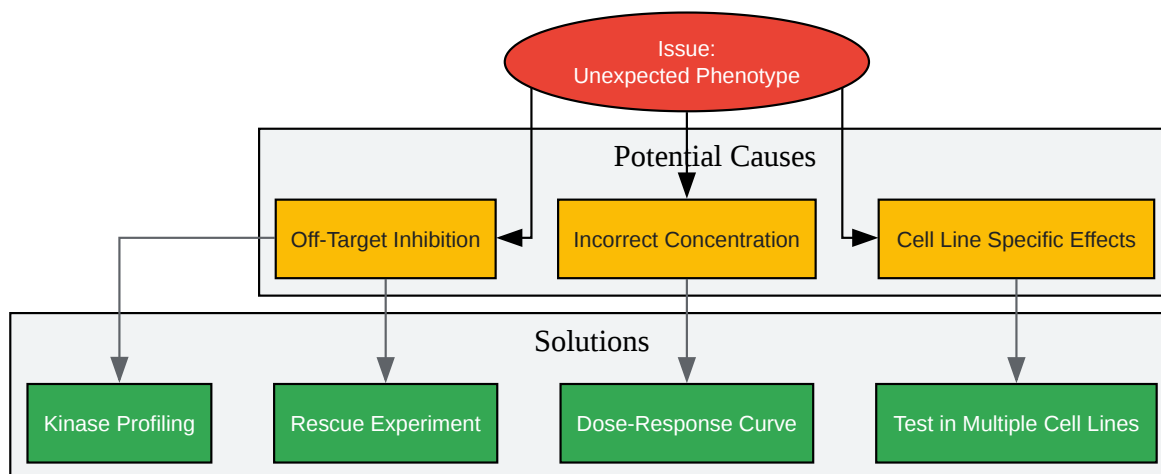 Issue:
Unexpected Phenotype
Potential Causes
Off-Target Inhibition
Incorrect Concentration
Cell Line Specific Effects
Solutions
Kinase Profiling
Rescue Experiment
Dose-Response Curve
Test in Multiple Cell Lines